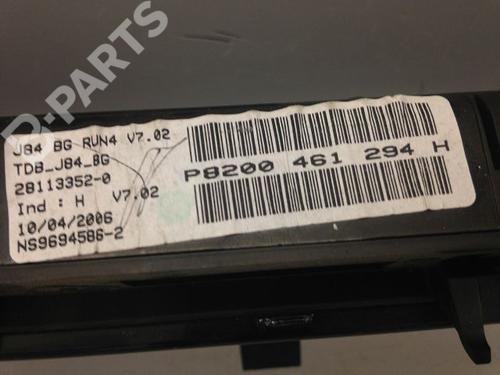 B-PARTS
J84 BG RUN4 V7.02
TDB_J84_BG
28113352-0
Ind : H V7.02
10/04/2006
NS9694586-2
P8200 461 294 H